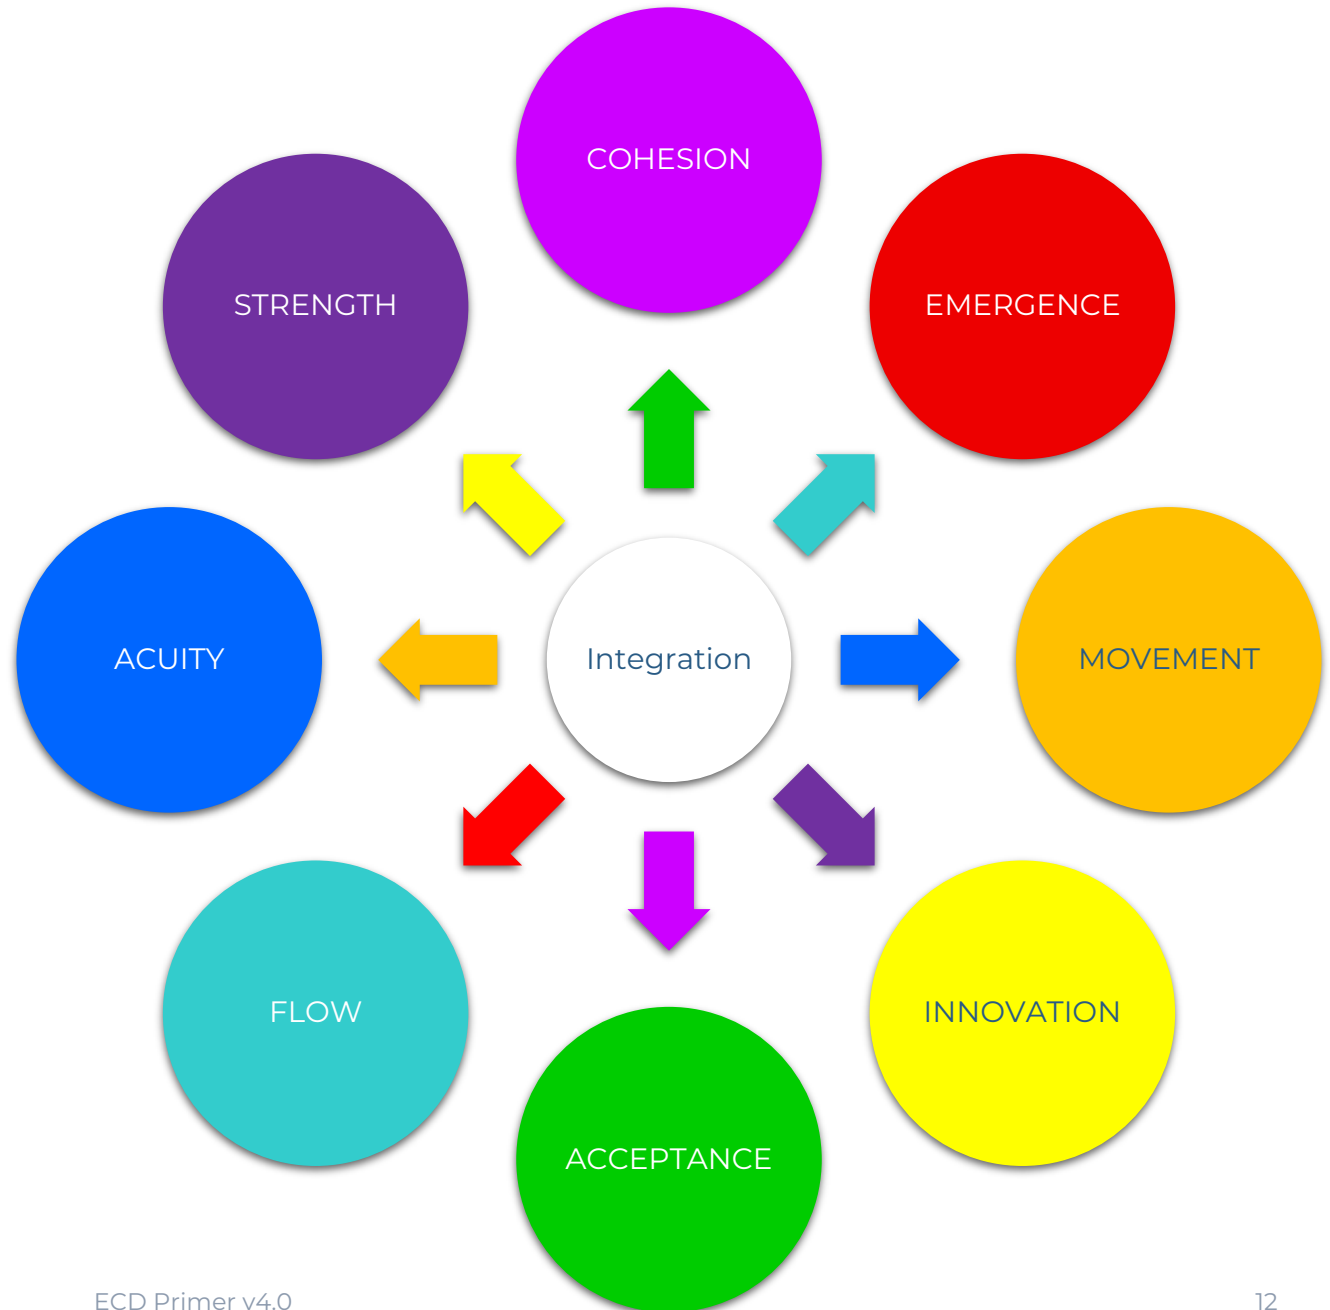 COHESION
STRENGTH
EMERGENCE
ACUITY
Integration
MOVEMENT
FLOW
INNOVATION
ACCEPTANCE
ECD Primer v4.0
12